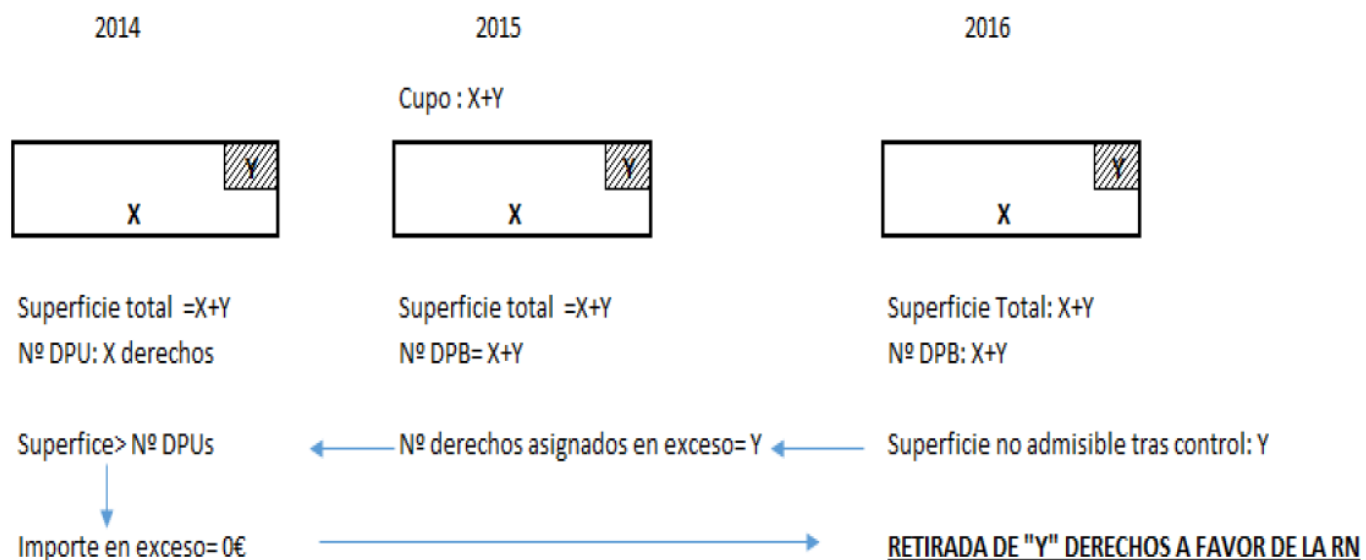 2014
2015
2016
Cupo : X+Y
Y
X
Y
X
Y
X
Superficie total =X+Y
Superficie total =X+Y
Superficie Total: X+Y
Nº DPU: X derechos
Nº DPB= X+Y
Nº DPB: X+Y
Superfice> Nº DPUs
Nº derechos asignados en exceso= Y
Superficie no admisible tras control: Y
Importe en exceso= 0€
RETIRADA DE "Y" DERECHOS A FAVOR DE LA RN